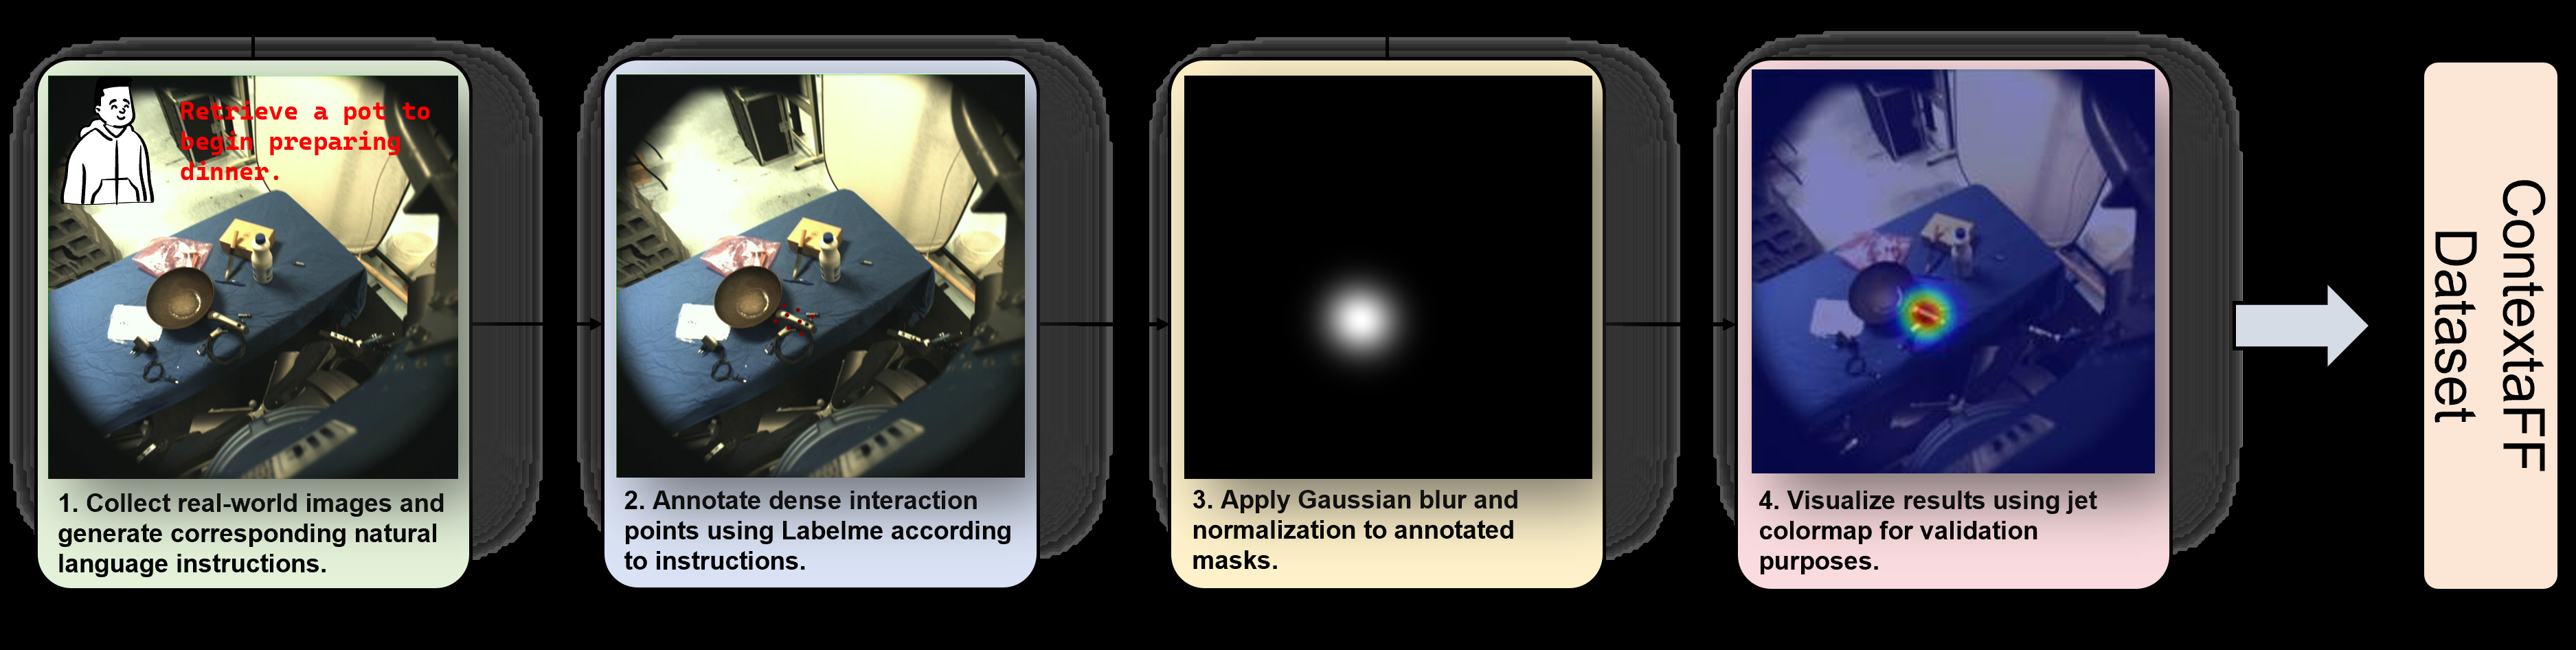 Retrieve a pot to
begin preparing
dinner.
1. Collect real-world images and
generate corresponding natural
language instructions.
2. Annotate dense interaction
points using Labelme according
to instructions.
3. Apply Gaussian blur and
normalization to annotated
masks.
4. Visualize results using jet
colormap for validation
purposes.
ContextaFF
Dataset